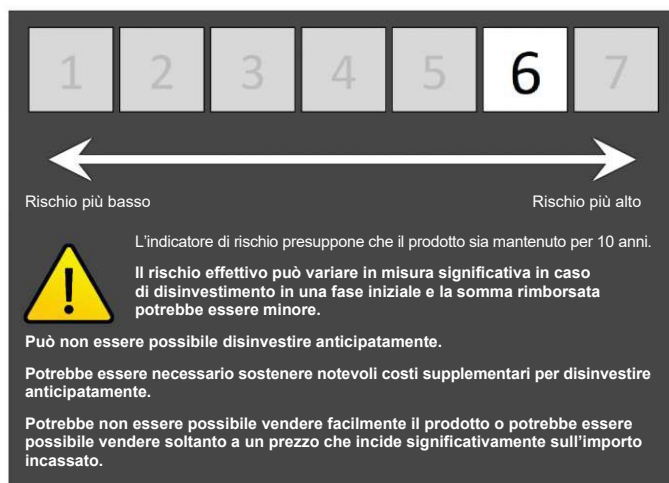 1 2 3 4 5 6 7
Rischio più basso Rischio più alto
L'indicatore di rischio presuppone che il prodotto sia mantenuto per 10 anni.
Il rischio effettivo può variare in misura significativa in caso
di disinvestimento in una fase iniziale e la somma rimborsata
potrebbe essere minore.
Può non essere possibile disinvestire anticipatamente.
Potrebbe essere necessario sostenere notevoli costi supplementari per disinvestire
anticipatamente.
Potrebbe non essere possibile vendere facilmente il prodotto o potrebbe essere
possibile vendere soltanto a un prezzo che incide significativamente sull'importo
incassato.